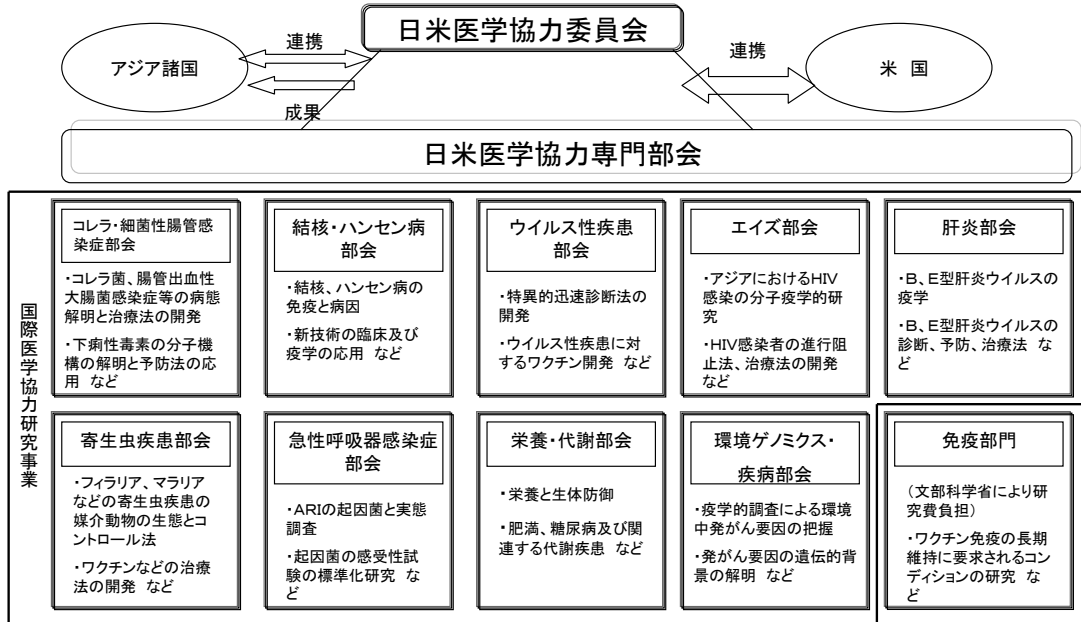 日米医学協力委員会
連携
連携
アジア諸国
米 国
成果
日米医学協力専門部会
国際医学協力研究事業
コレラ・細菌性腸管感
染症部会
・コレラ菌、腸管出血性
大腸菌感染症等の病態
解明と治療法の開発
・下痢性毒素の分子機
構の解明と予防法の応
用 など
結核・ハンセン病
部会
・結核、ハンセン病の
免疫と病因
・新技術の臨床及び
疫学の応用 など
ウイルス性疾患
部会
・特異的迅速診断法の
開発
・ウイルス性疾患に
対するワクチン開発 など
エイズ部会
・アジアにおけるHIV
感染の分子疫学的研
究
・HIV感染者の進行阻
止法、治療法の開発
など
肝炎部会
・B、E型肝炎ウイルスの
疫学
・B、E型肝炎ウイルスの
診断、予防、治療法 な
ど
寄生虫疾患部会
・フィラリア、マラリア
などの寄生虫疾患の
媒介動物の生態とコ
ントロール法
・ワクチンなどの治療
法の開発 など
急性呼吸器感染症
部会
・ARIの起因菌と実態
調査
・起因菌の感受性試
験の標準化研究 な
ど
栄養・代謝部会
・栄養と生体防御
・肥満、糖尿病及び関
連する代謝疾患 など
環境ゲノミクス・
疾病部会
・疫学的調査による環境
中発がん要因の把握
・発がん要因の遺伝的背
景の解明 など
免疫部門
（文部科学省により研
究費負担）
・ワクチン免疫の長期
維持に要求されるコン
ディションの研究 な
ど